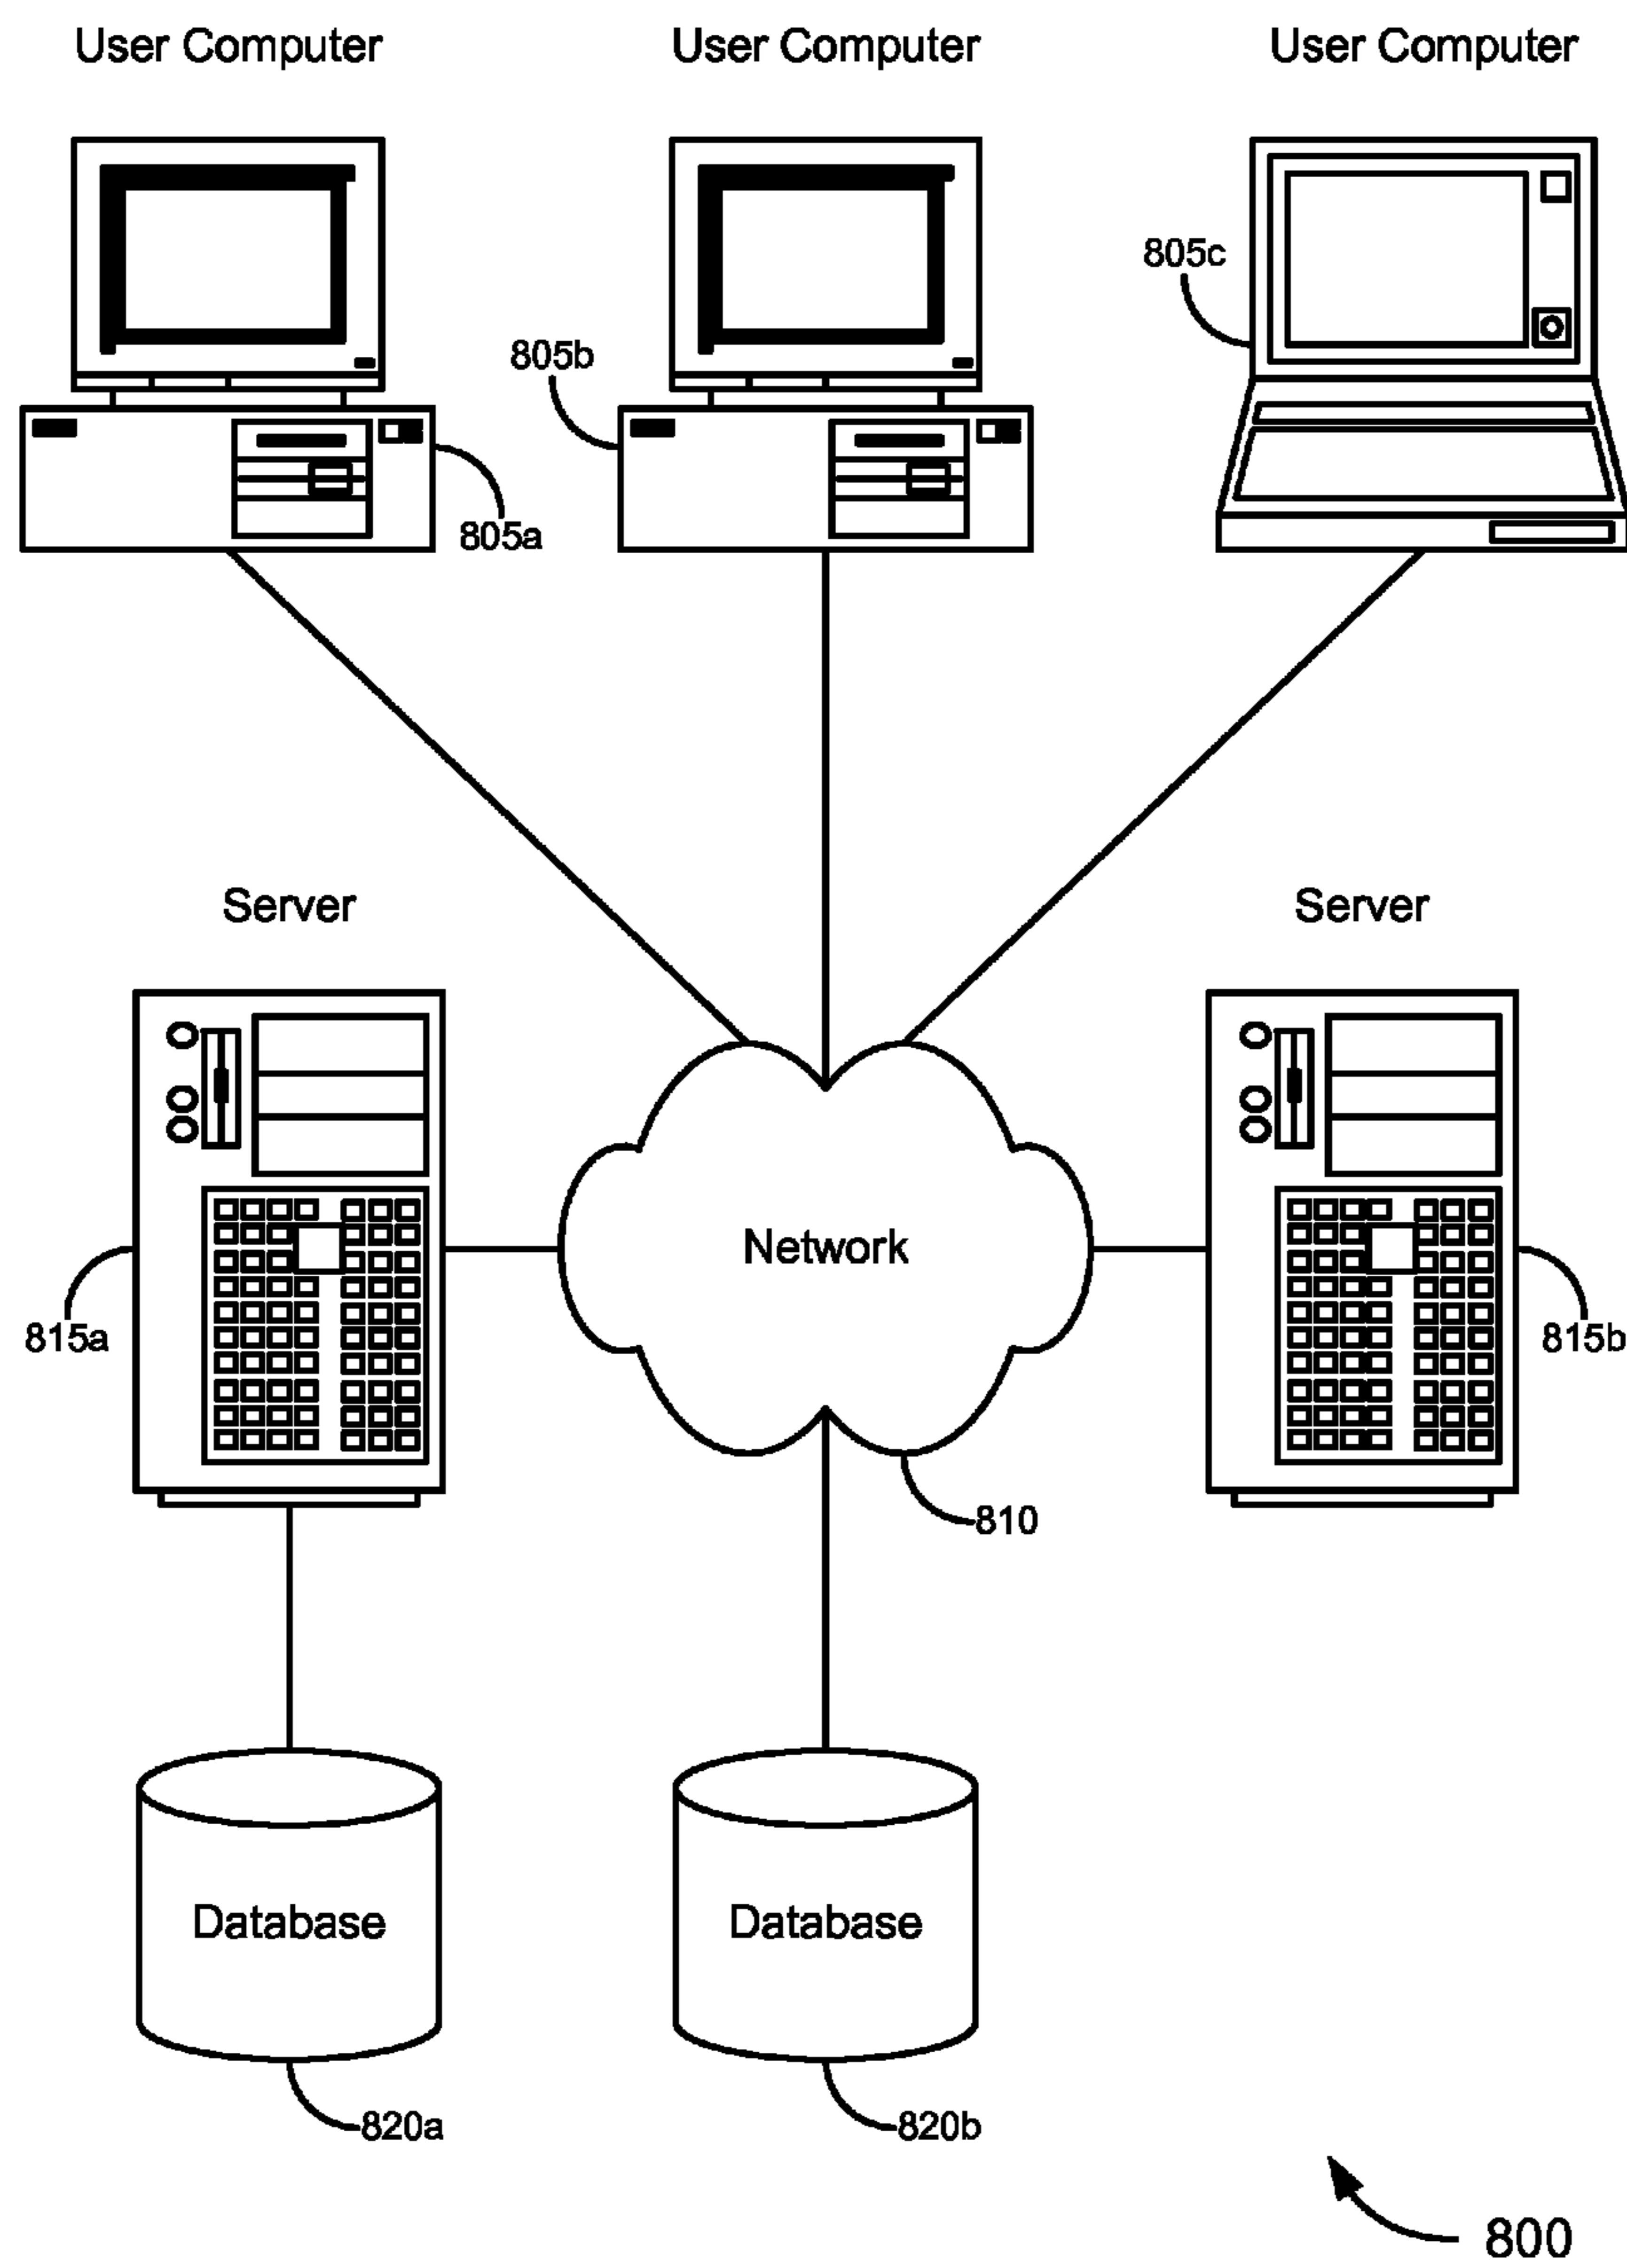 User Computer
User Computer
User Computer
805c
805b
805a
Server
Server
Network
815a
815b
810
Database
Database
820a
820b
800